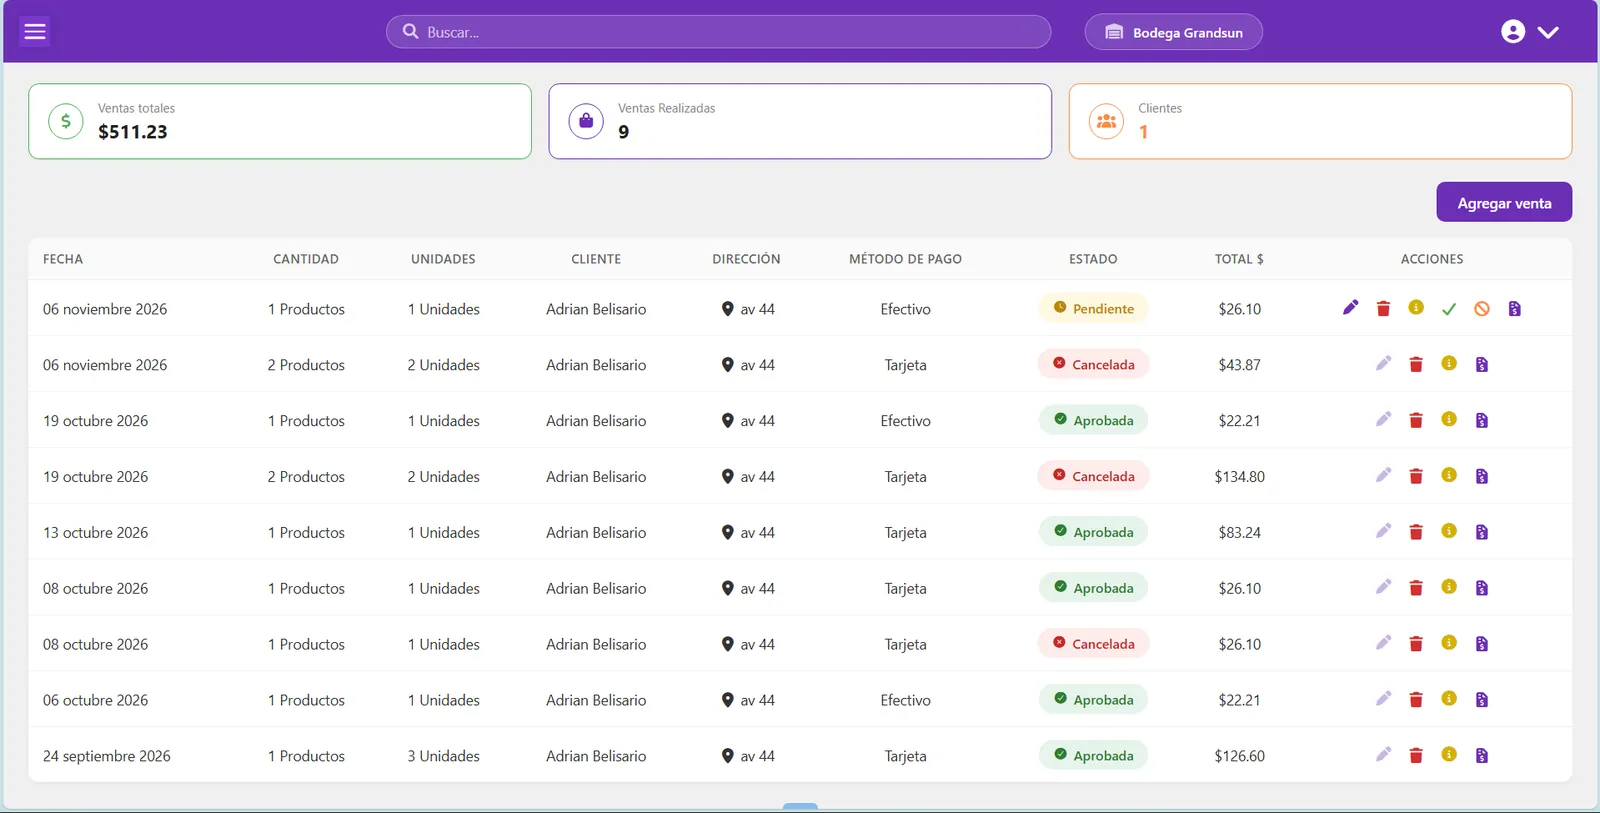 Buscar...
Bodega Grandsun
Ventas totales
$511.23
Ventas Realizadas
9
Clientes
1
Agregar venta
FECHA CANTIDAD UNIDADES CLIENTE DIRECCIÓN MÉTODO DE PAGO ESTADO TOTAL $ ACCIONES
06 noviembre 2026 1 Productos 1 Unidades Adrian Belisario av 44 Efectivo Pendiente $26.10
06 noviembre 2026 2 Productos 2 Unidades Adrian Belisario av 44 Tarjeta Cancelada $43.87
19 octubre 2026 1 Productos 1 Unidades Adrian Belisario av 44 Efectivo Aprobada $22.21
19 octubre 2026 2 Productos 2 Unidades Adrian Belisario av 44 Tarjeta Cancelada $134.80
13 octubre 2026 1 Productos 1 Unidades Adrian Belisario av 44 Tarjeta Aprobada $83.24
08 octubre 2026 1 Productos 1 Unidades Adrian Belisario av 44 Tarjeta Aprobada $26.10
08 octubre 2026 1 Productos 1 Unidades Adrian Belisario av 44 Tarjeta Cancelada $26.10
06 octubre 2026 1 Productos 1 Unidades Adrian Belisario av 44 Efectivo Aprobada $22.21
24 septiembre 2026 1 Productos 3 Unidades Adrian Belisario av 44 Tarjeta Aprobada $126.60